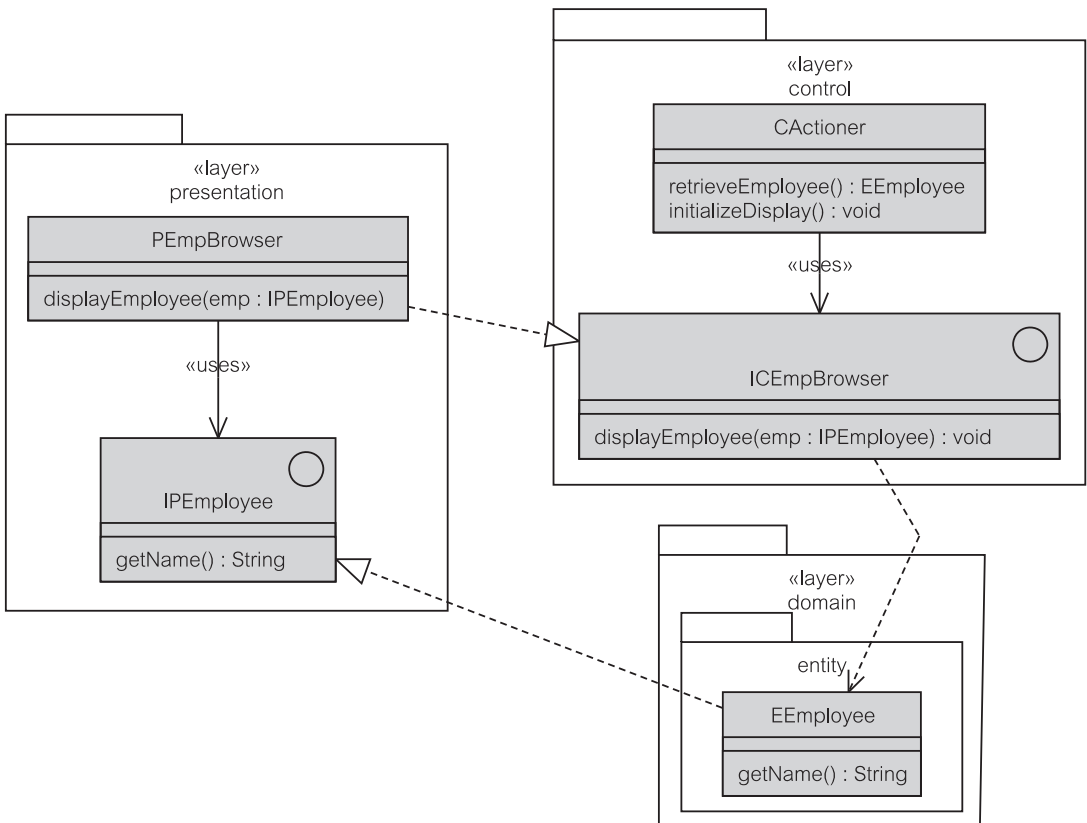 «layer»
control
CActioner
retrieveEmployee() : EEmployee
initializeDisplay() : void
«uses»
ICEmpBrowser
displayEmployee(emp : IPEmployee) : void
«layer»
presentation
PEmpBrowser
displayEmployee(emp : IPEmployee)
«uses»
IPEmployee
getName() : String
«layer»
domain
entity
EEmployee
getName() : String